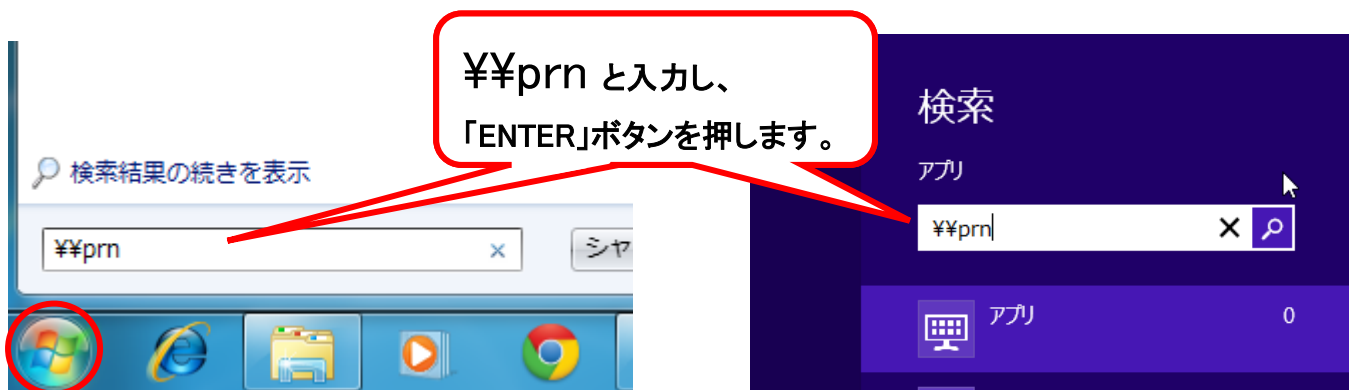 ¥¥prn と入力し、
「ENTER」ボタンを押します。
検索結果の続きを表示
¥¥prn
シャ
検索
アプリ
¥¥prn
アプリ 0